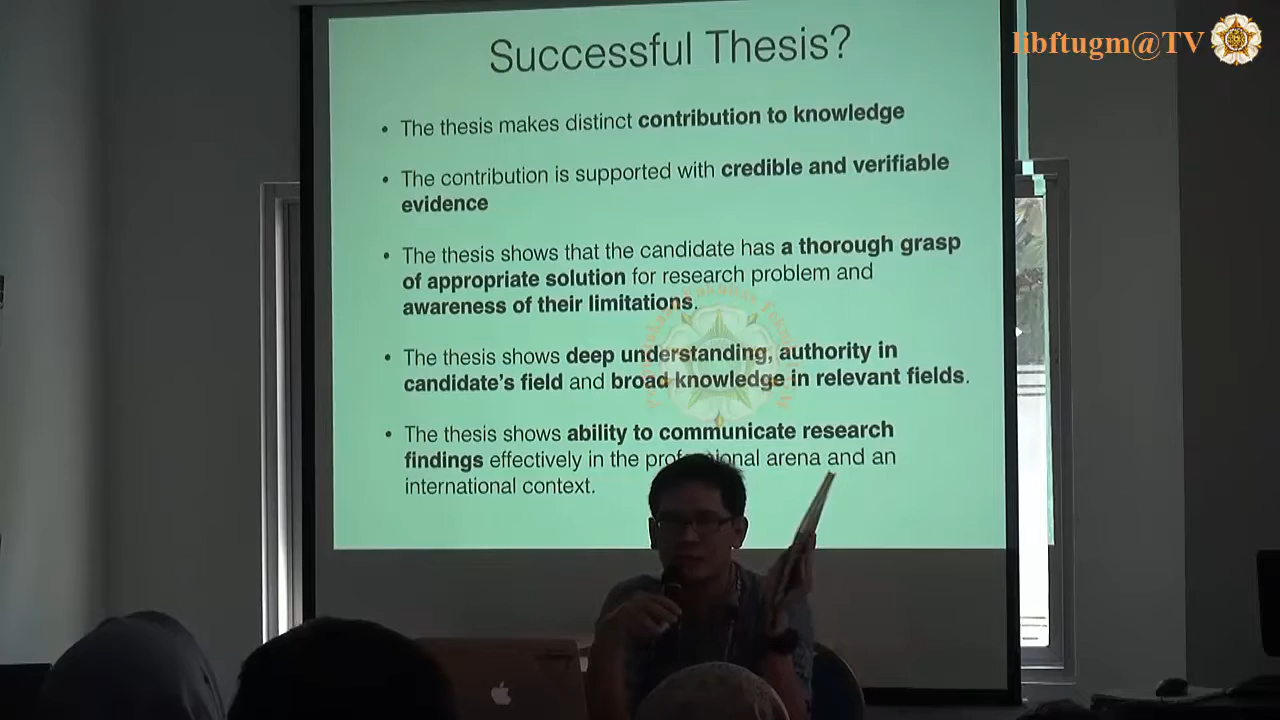 Successful Thesis?
libftugm@TV
• The thesis makes distinct contribution to knowledge
• The contribution is supported with credible and verifiable
evidence
• The thesis shows that the candidate has a thorough grasp
of appropriate solution for research problem and
awareness of their limitations.
• The thesis shows deep understanding, authority in
candidate's field and broad knowledge in relevant fields.
• The thesis shows ability to communicate research
findings effectively in the arena and an
international context.